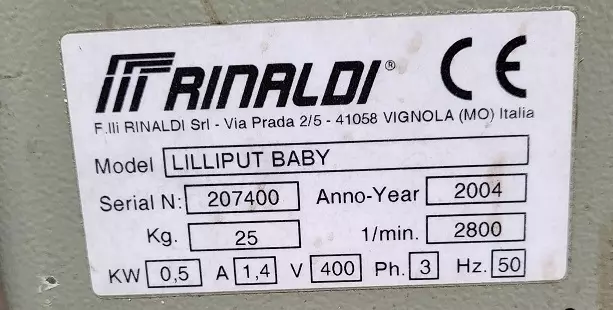 RINALDI® CE
F.lli RINALDI Srl - Via Prada 2/5 - 41058 VIGNOLA (MO) Italia
Model LILLIPUT BABY
Serial N: 207400 Anno-Year 2004
Kg. 25 1/min. 2800
KW 0,5 A 1,4 V 400 Ph. 3 Hz. 50